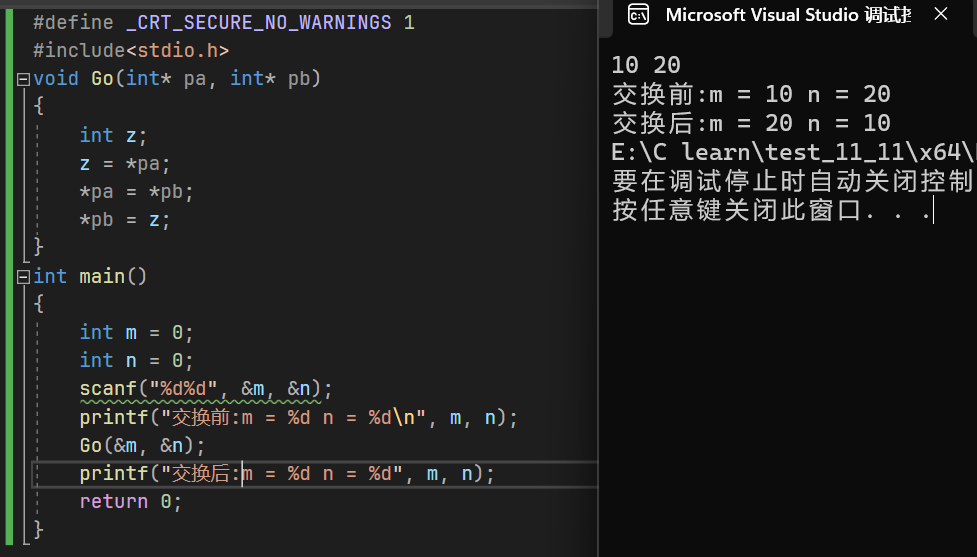 #define _CRT_SECURE_NO_WARNINGS 1
#include<stdio.h>
void Go(int* pa, int* pb)
{
    int z;
    z = *pa;
    *pa = *pb;
    *pb = z;
}
int main()
{
    int m = 0;
    int n = 0;
    scanf("%d%d", &m, &n);
    printf("交换前:m = %d n = %d\n", m, n);
    Go(&m, &n);
    printf("交换后:m = %d n = %d", m, n);
    return 0;
}
Microsoft Visual Studio 调试
10 20
交换前:m = 10 n = 20
交换后:m = 20 n = 10
E:\C learn\test_11_11\x64\
要在调试停止时自动关闭控制
按任意键关闭此窗口. . .